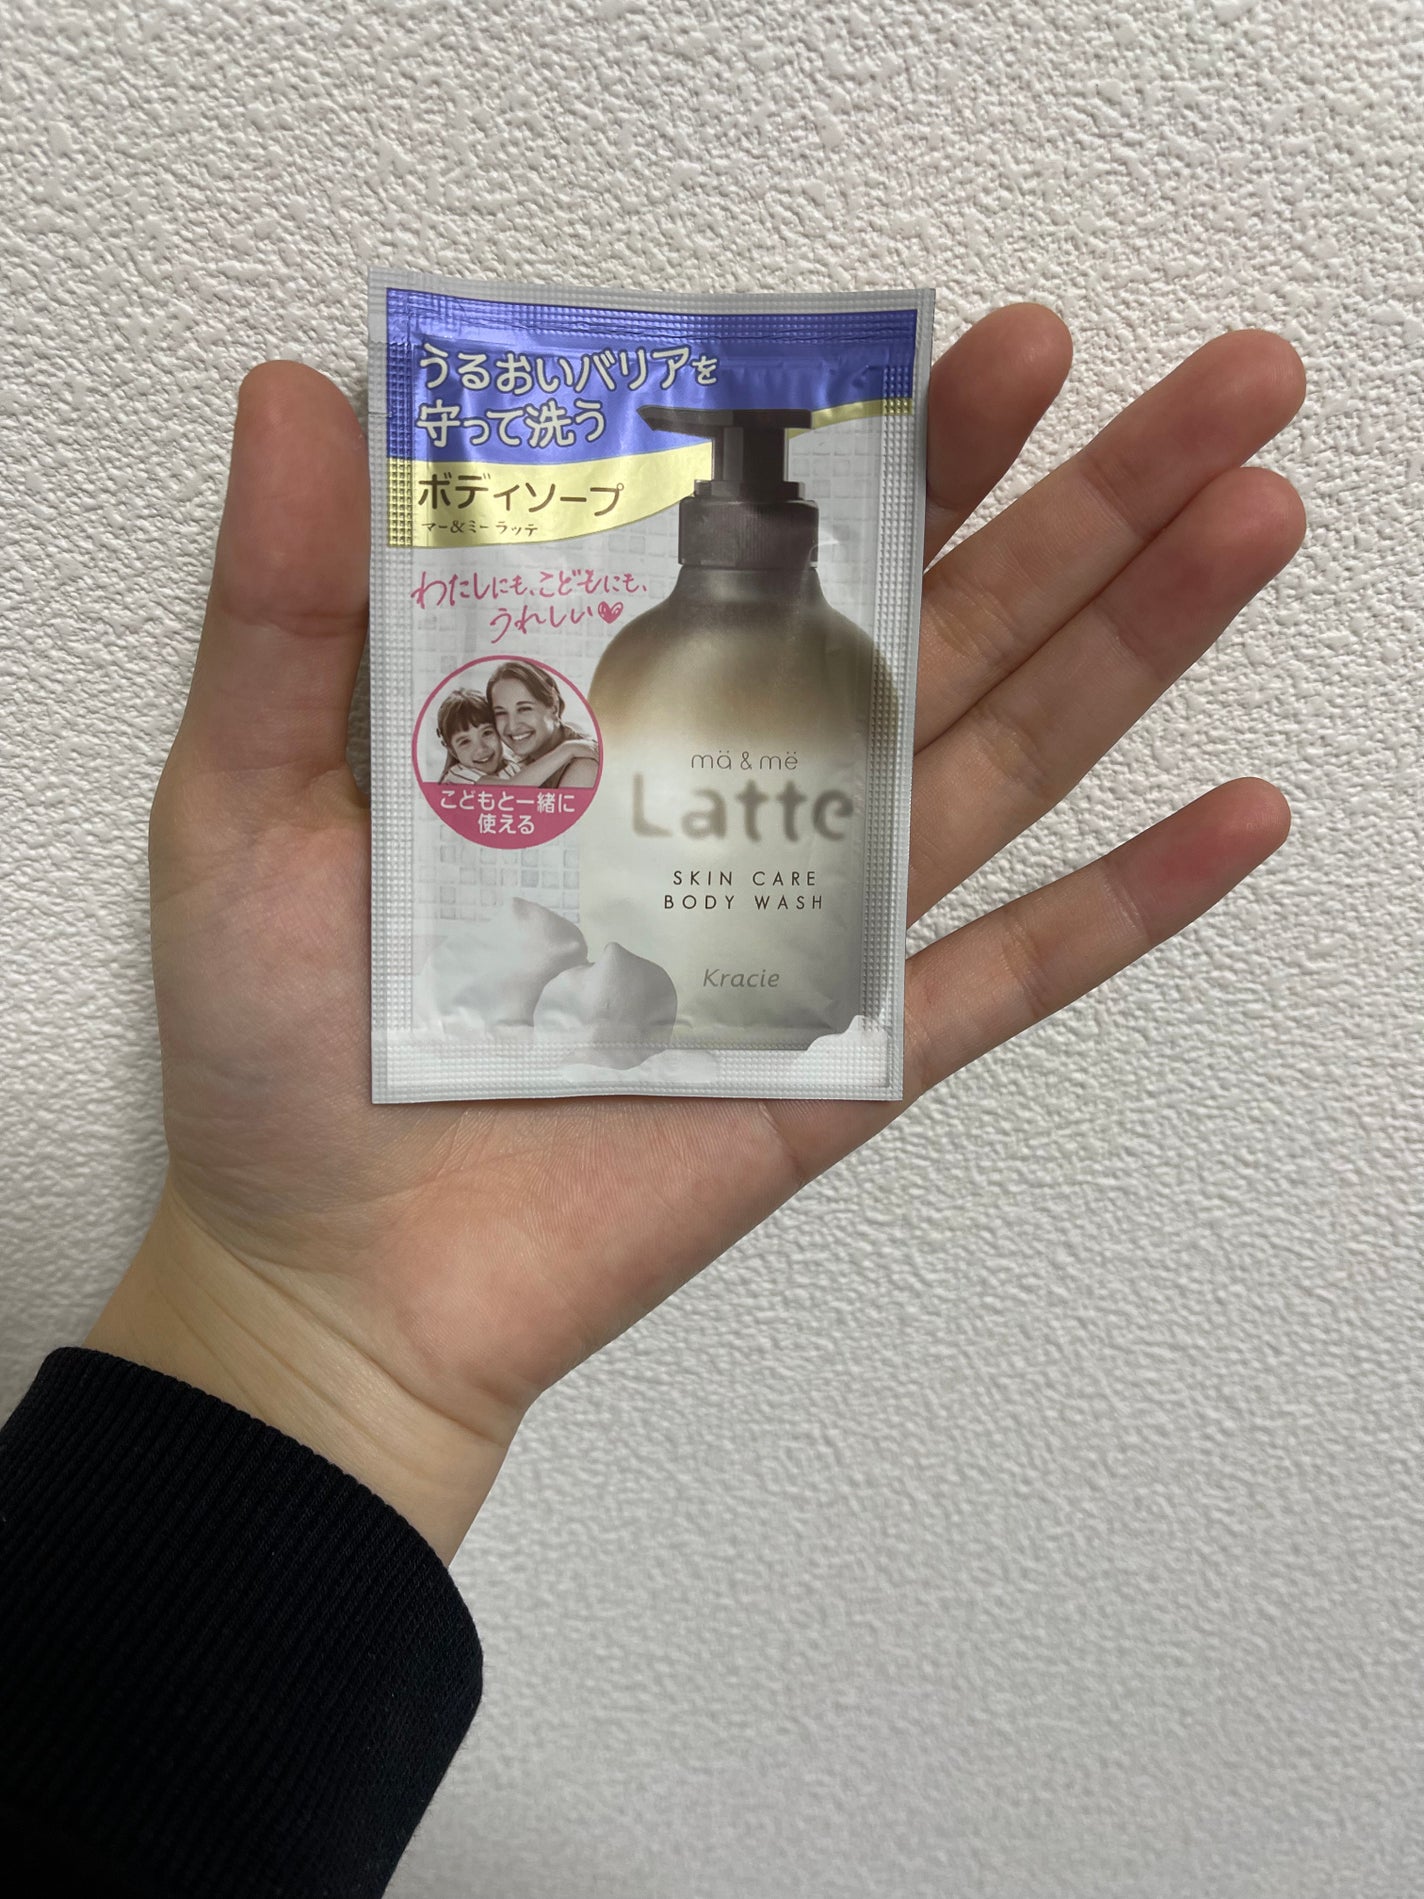 うるおいバリアを
守って洗う
ボディソープ
マー&ミー ラッテ
わたしにも、こどもにも、
うれしい
こどもと一緒に
使える
mä & më
Latte
SKIN CARE
BODY WASH
Kracie